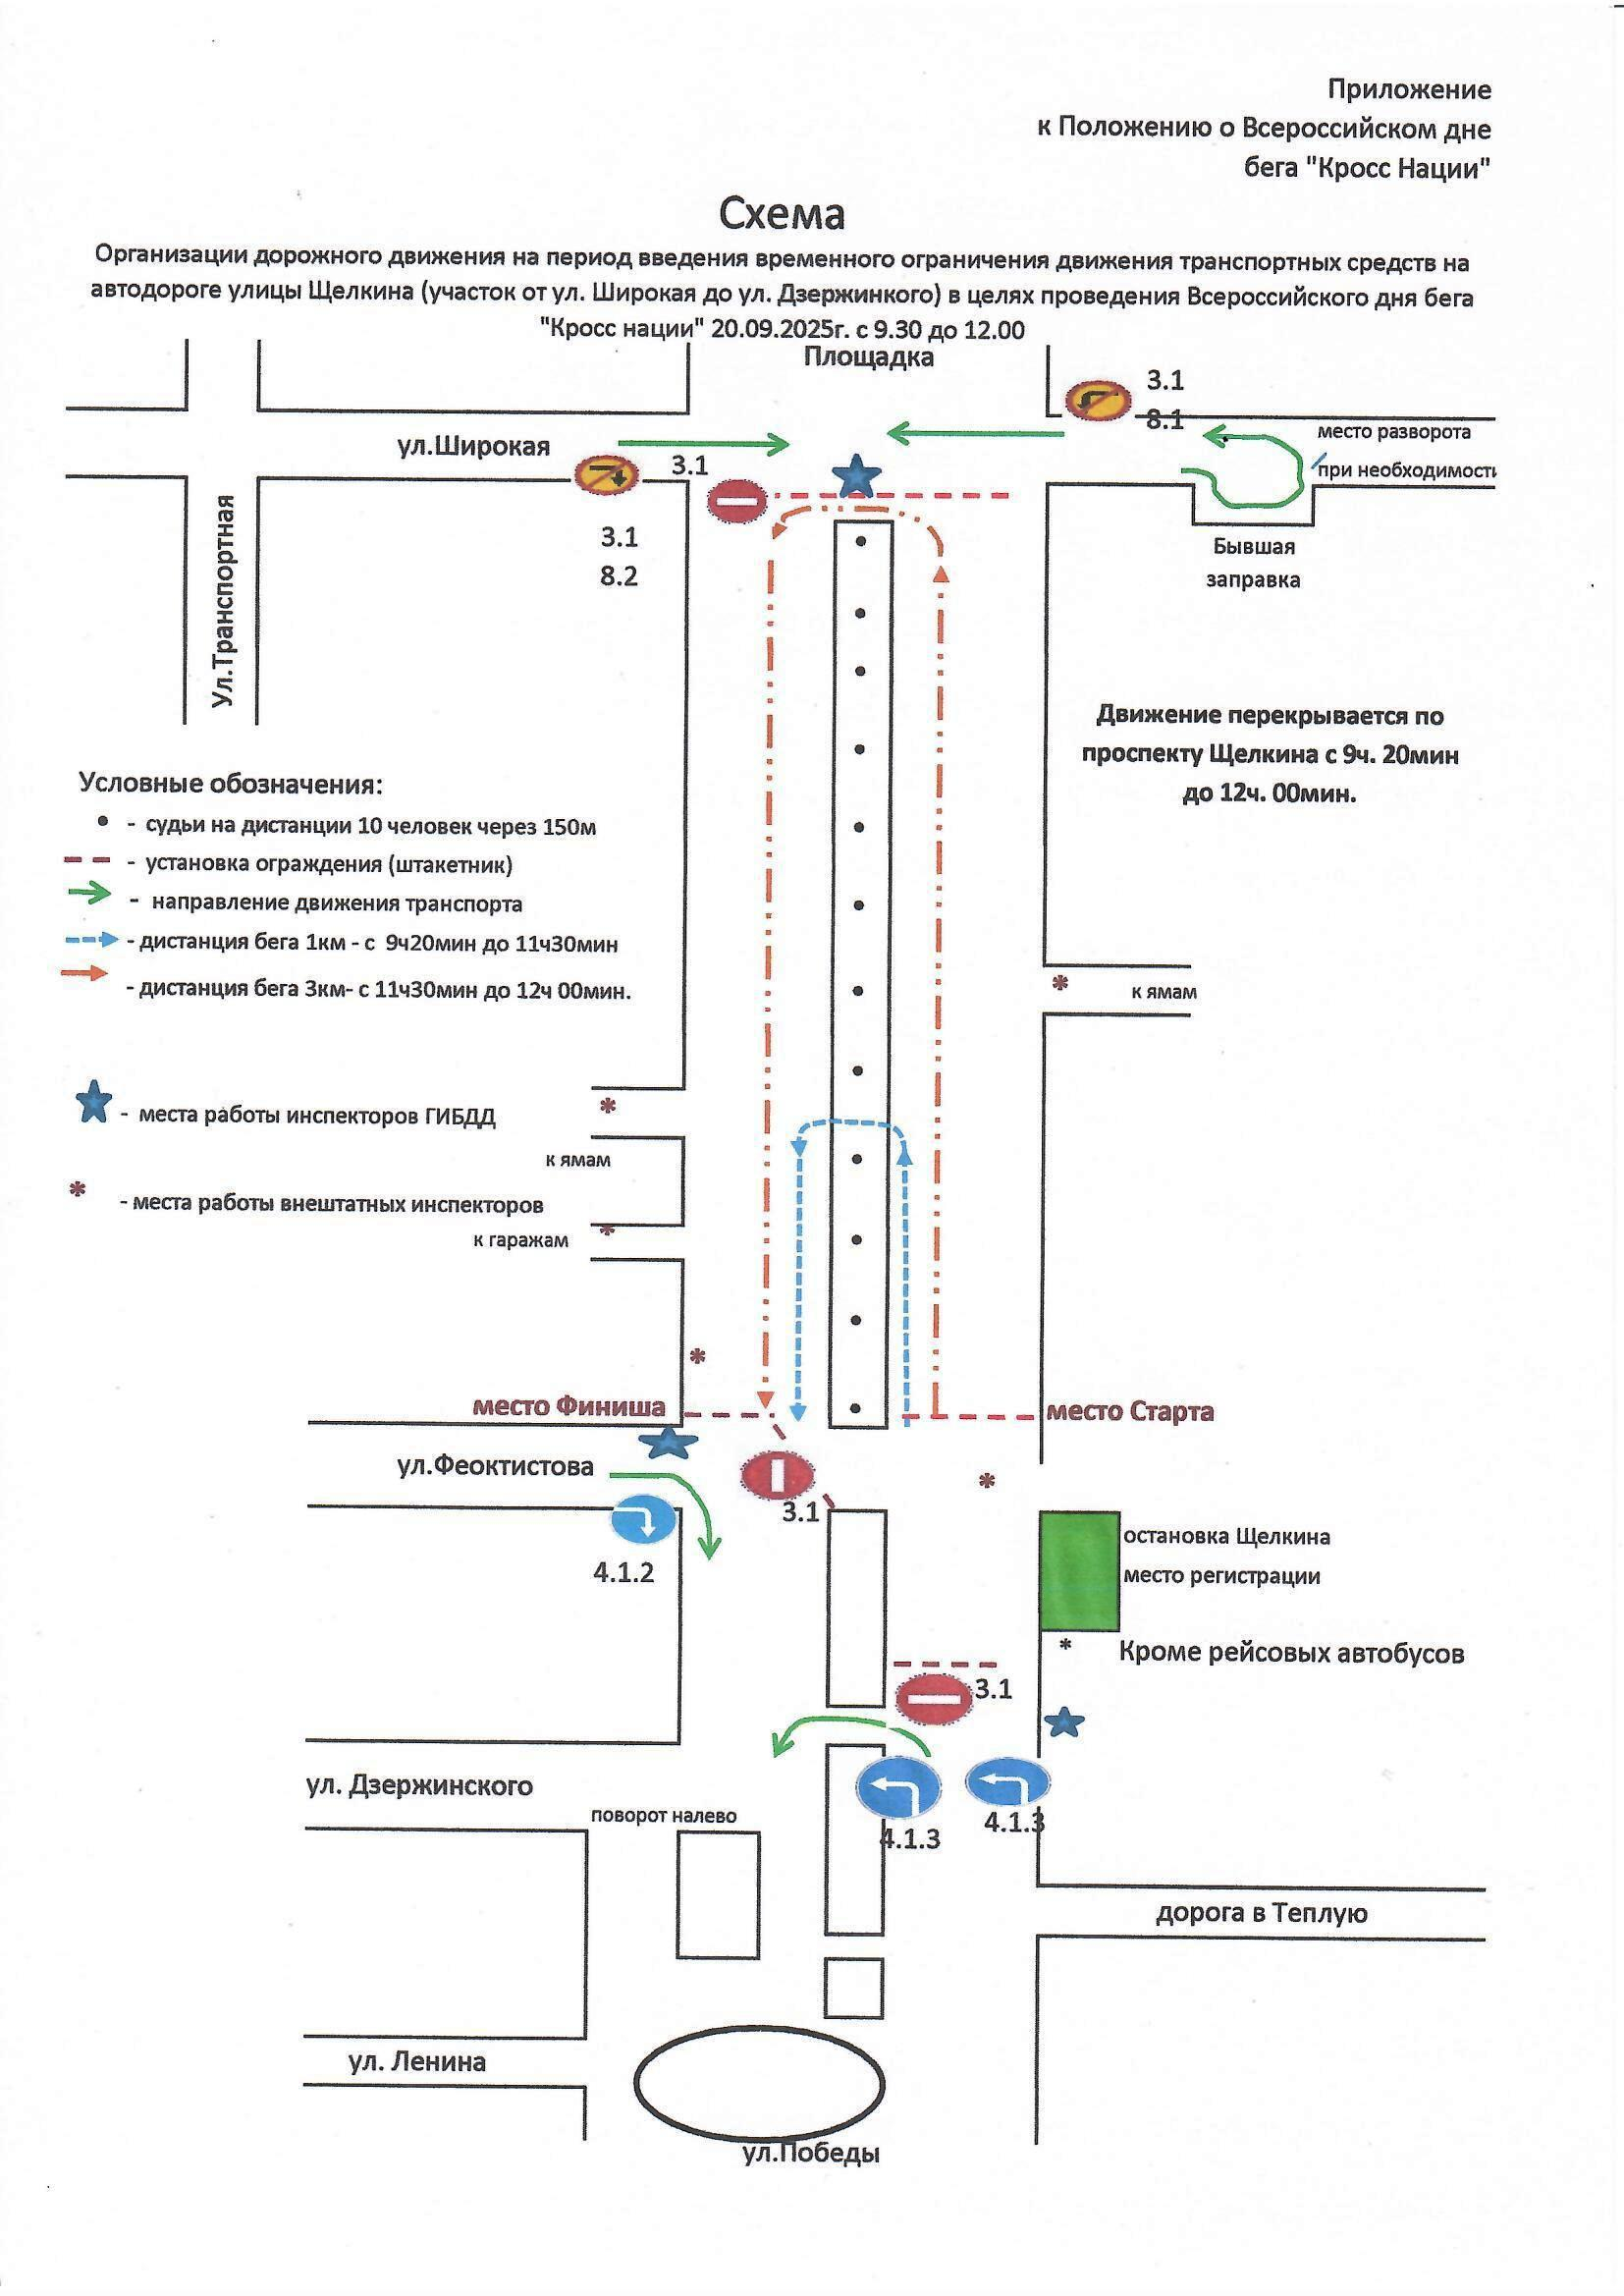 Приложение
к Положению о Всероссийском дне
бега "Кросс Нации"
Схема
Организации дорожного движения на период введения временного ограничения движения транспортных средств на
автодороге улицы Щелкина (участок от ул. Широкая до ул. Дзержинкого) в целях проведения Всероссийского дня бега
"Кросс нации" 20.09.2025г. с 9.30 до 12.00
Площадка
3.1
8.1
место разворота
при необходимости
ул.Широкая
3.1
3.1
8.2
Бывшая
заправка
Ул.Транспортная
Движение перекрывается по
проспекту Щелкина с 9ч. 20мин
до 12ч. 00мин.
Условные обозначения:
- судьи на дистанции 10 человек через 150м
- установка ограждения (штакетник)
- направление движения транспорта
- дистанция бега 1км - с 9ч20мин до 11ч30мин
- дистанция бега 3км- с 11ч30мин до 12ч 00мин.
* к ямам
- места работы инспекторов ГИБДД
*
к ямам
* - места работы внештатных инспекторов
к гаражам *
*
место Финиша
место Старта
ул.Феоктистова
*
3.1
4.1.2
остановка Щелкина
место регистрации
* Кроме рейсовых автобусов
3.1
ул. Дзержинского
поворот налево
4.1.3
4.1.3
дорога в Теплую
ул. Ленина
ул.Победы